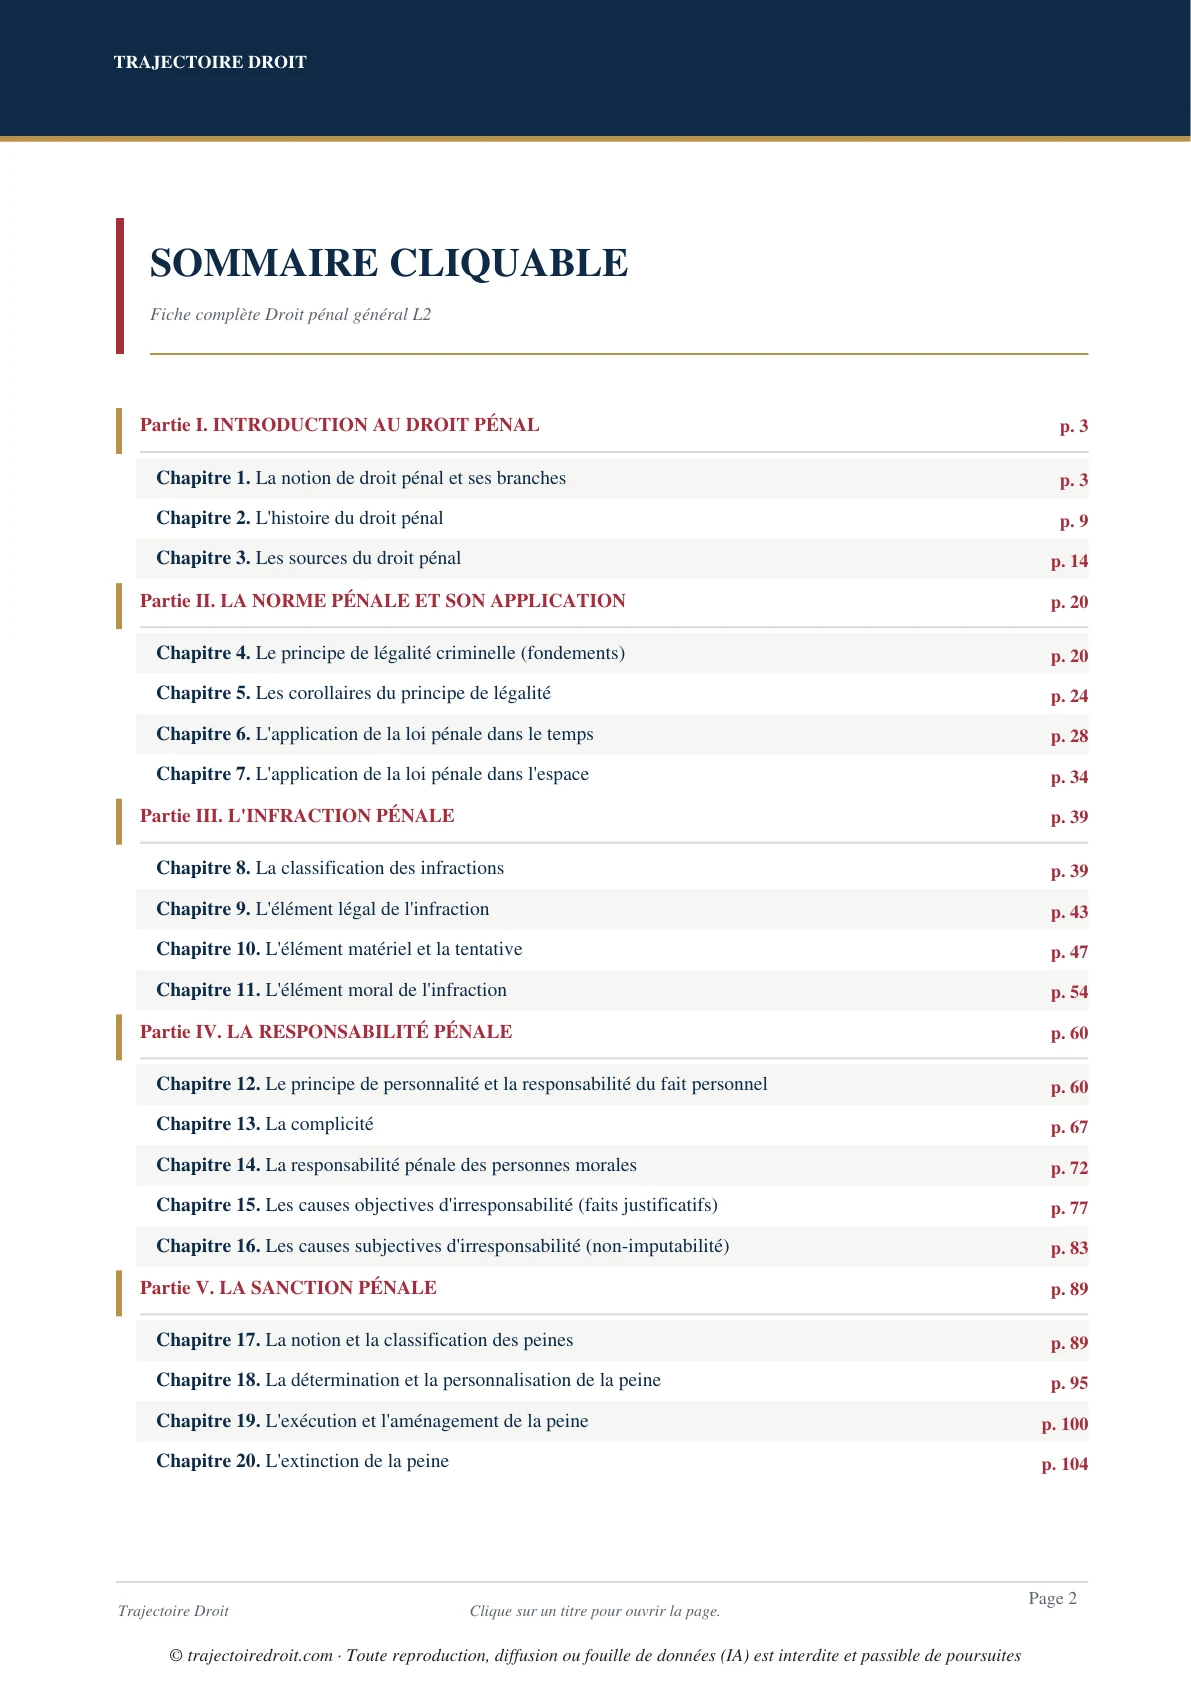 TRAJECTOIRE DROIT
SOMMAIRE CLIQUABLE
Fiche complète Droit pénal général L2
Partie I. INTRODUCTION AU DROIT PÉNAL p. 3
Chapitre 1. La notion de droit pénal et ses branches p. 3
Chapitre 2. L'histoire du droit pénal p. 9
Chapitre 3. Les sources du droit pénal p. 14
Partie II. LA NORME PÉNALE ET SON APPLICATION p. 20
Chapitre 4. Le principe de légalité criminelle (fondements) p. 20
Chapitre 5. Les corollaires du principe de légalité p. 24
Chapitre 6. L'application de la loi pénale dans le temps p. 28
Chapitre 7. L'application de la loi pénale dans l'espace p. 34
Partie III. L'INFRACTION PÉNALE p. 39
Chapitre 8. La classification des infractions p. 39
Chapitre 9. L'élément légal de l'infraction p. 43
Chapitre 10. L'élément matériel et la tentative p. 47
Chapitre 11. L'élément moral de l'infraction p. 54
Partie IV. LA RESPONSABILITÉ PÉNALE p. 60
Chapitre 12. Le principe de personnalité et la responsabilité du fait personnel p. 60
Chapitre 13. La complicité p. 67
Chapitre 14. La responsabilité pénale des personnes morales p. 72
Chapitre 15. Les causes objectives d'irresponsabilité (faits justificatifs) p. 77
Chapitre 16. Les causes subjectives d'irresponsabilité (non-imputabilité) p. 83
Partie V. LA SANCTION PÉNALE p. 89
Chapitre 17. La notion et la classification des peines p. 89
Chapitre 18. La détermination et la personnalisation de la peine p. 95
Chapitre 19. L'exécution et l'aménagement de la peine p. 100
Chapitre 20. L'extinction de la peine p. 104
Page 2
Trajectoire Droit Clique sur un titre pour ouvrir la page.
© trajectoiredroit.com · Toute reproduction, diffusion ou fouille de données (IA) est interdite et passible de poursuites